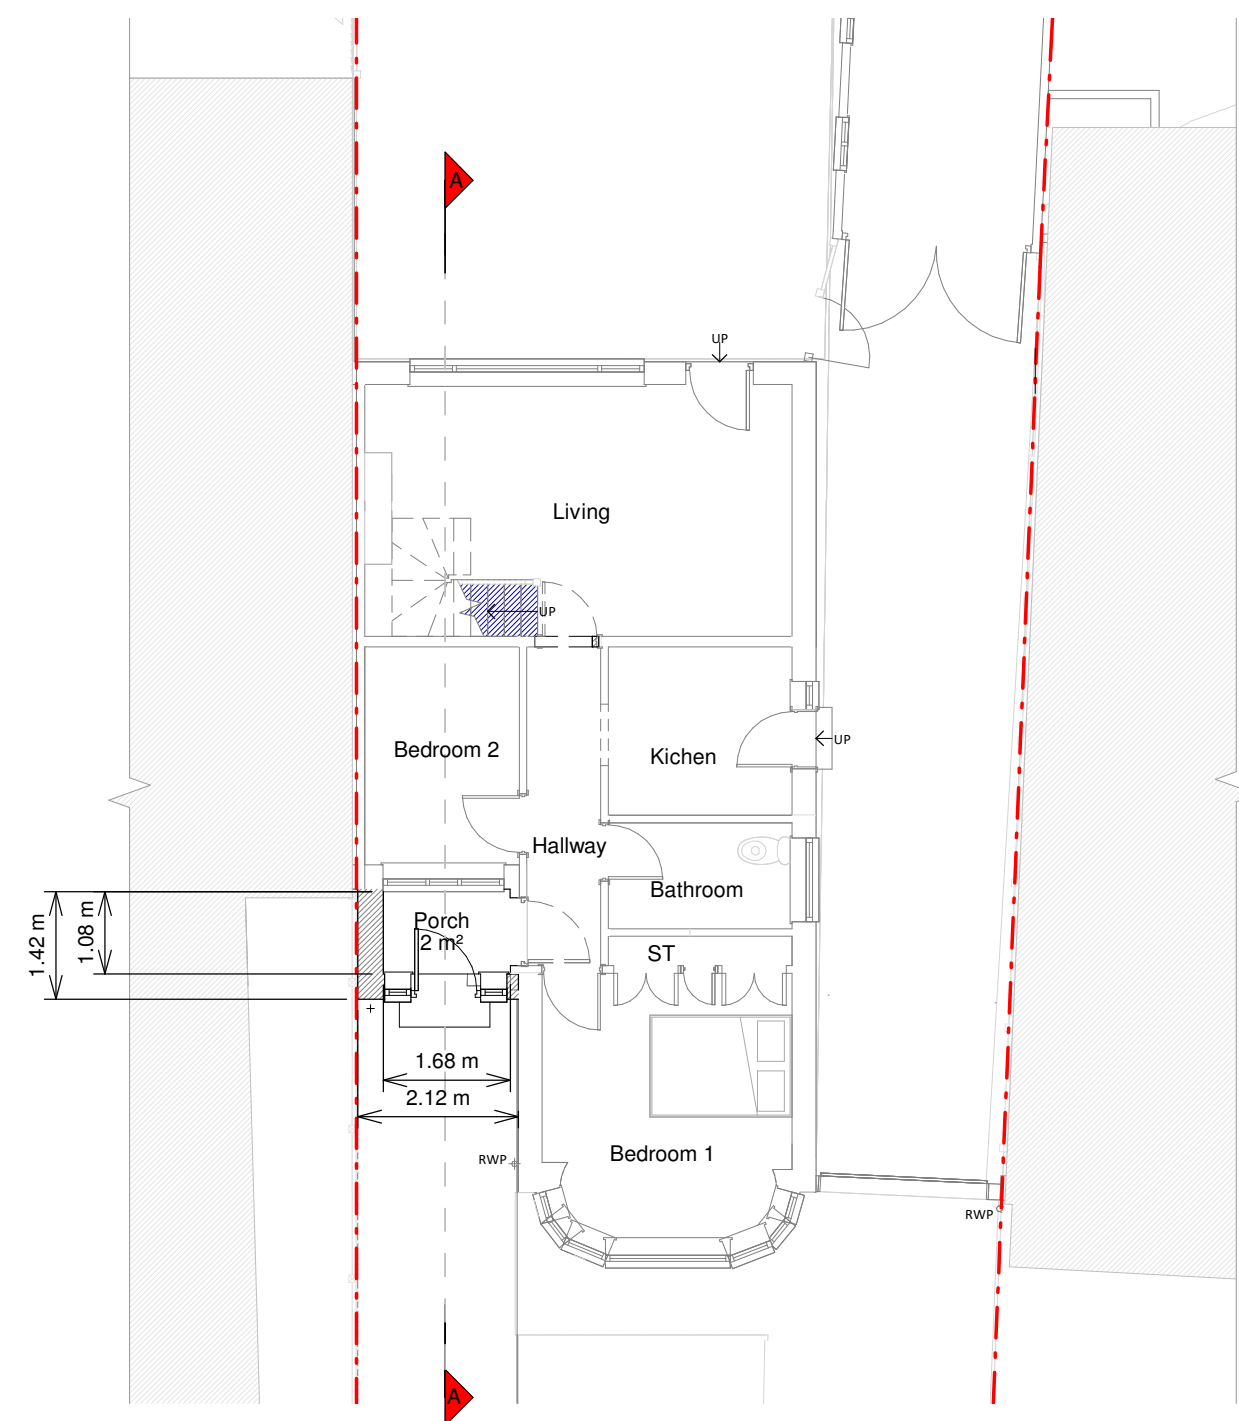 A
UP
Living
UP
Bedroom 2
Kichen
UP
Hallway
Bathroom
Porch
2 m²
ST
1.42 m
1.08 m
1.68 m
2.12 m
Bedroom 1
RWP
RWP
A